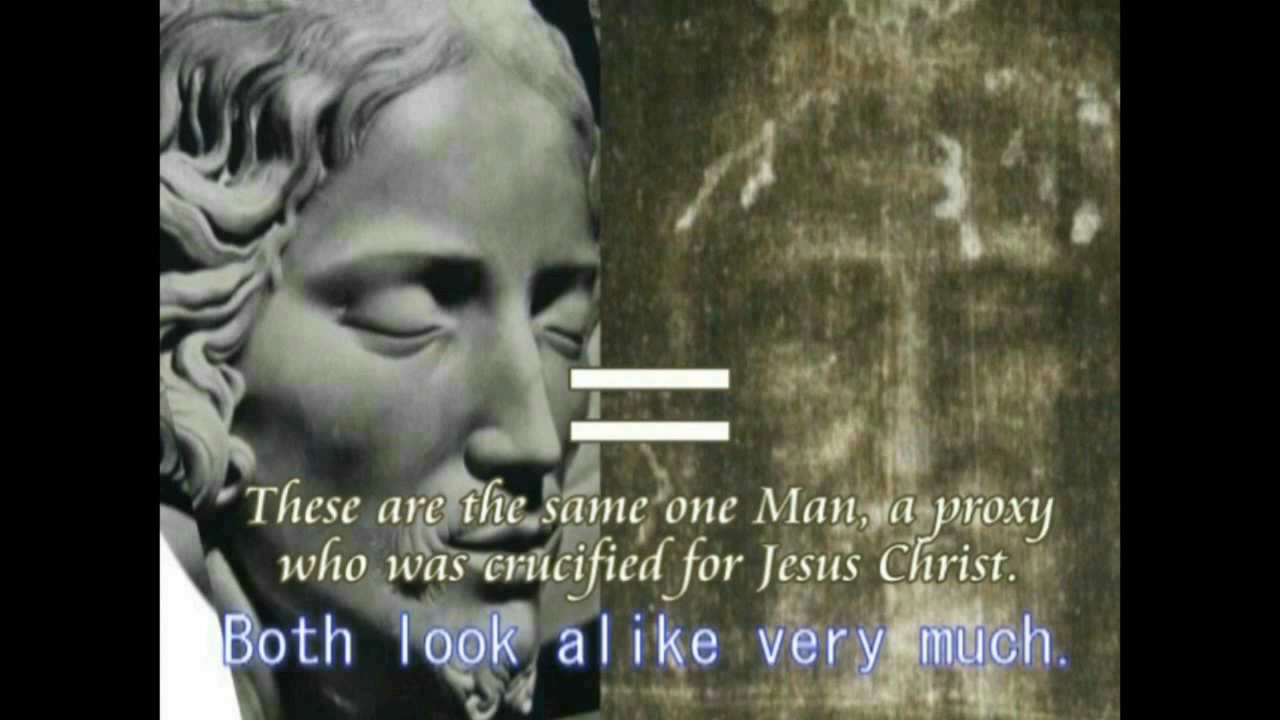 These are the same one Man, a proxy
who was crucified for Jesus Christ.
Both look alike very much.